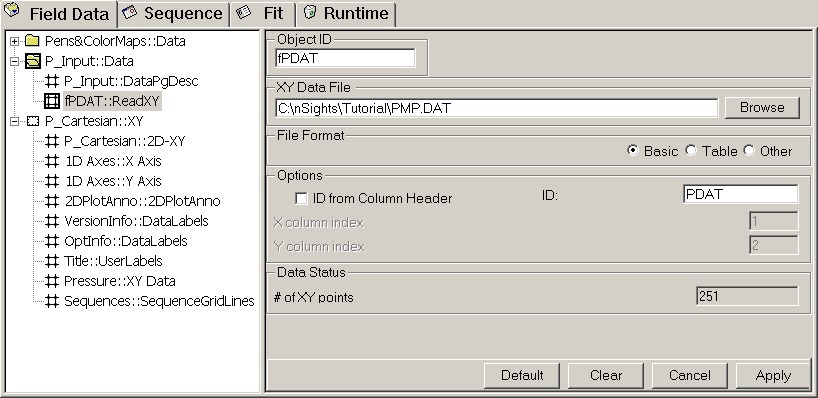 Field Data
Sequence
Fit
Runtime
Pens&ColorMaps::Data
P_Input::Data
P_Input::DataPgDesc
fPDAT::ReadXY
P_Cartesian::XY
P_Cartesian::2D-XY
1D Axes::X Axis
1D Axes::Y Axis
2DPlotAnno::2DPlotAnno
VersionInfo::DataLabels
OptInfo::DataLabels
Title::UserLabels
Pressure::XY Data
Sequences::SequenceGridLines
Object ID
fPDAT
XY Data File
C:\nSights\Tutorial\PMP.DAT
Browse
File Format
Basic
Table
Other
Options
ID from Column Header
ID:
PDAT
X column index
1
Y column index
2
Data Status
# of XY points
251
Default
Clear
Cancel
Apply